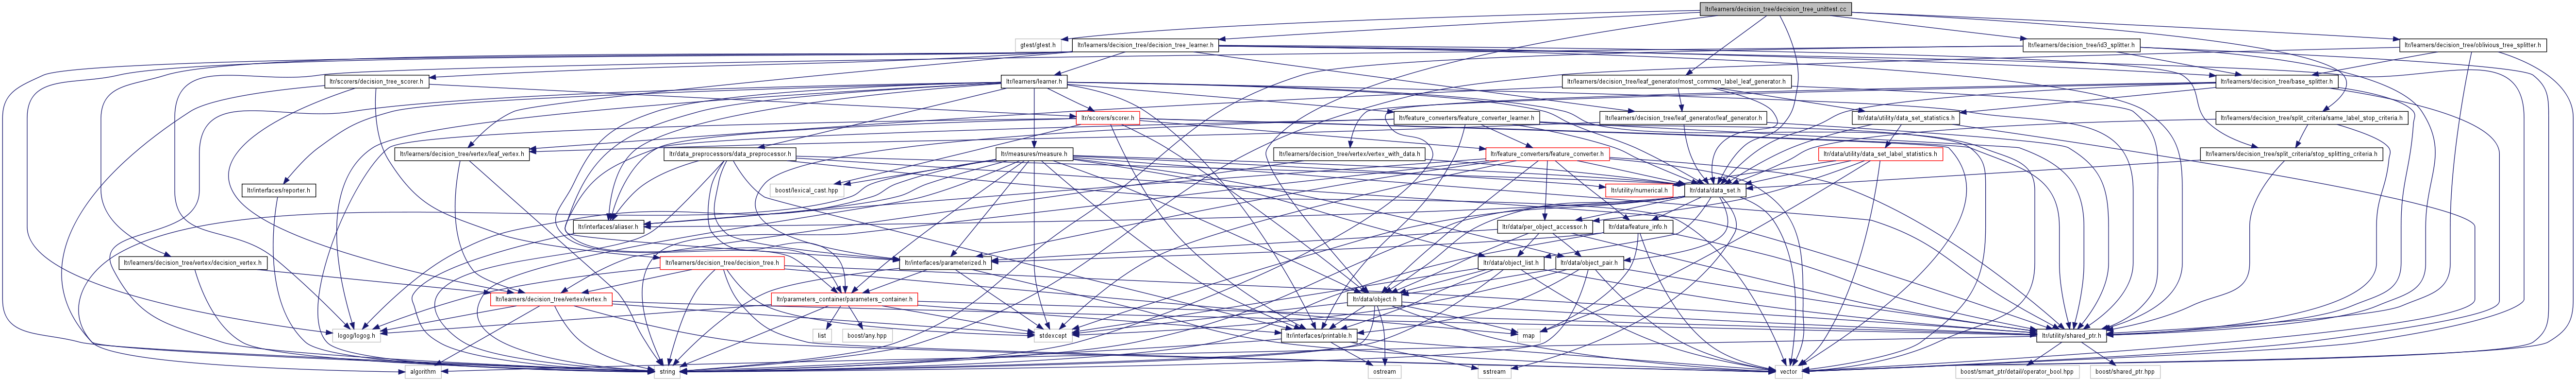 ltr/learners/decision_tree/decision_tree_unittest.cc
gtest/gtest.h
ltr/learners/decision_tree/decision_tree_learner.h
ltr/learners/decision_tree/id3_splitter.h
ltr/learners/decision_tree/oblivious_tree_splitter.h
ltr/scorers/decision_tree_scorer.h
ltr/learners/learner.h
ltr/learners/decision_tree/leaf_generator/most_common_label_leaf_generator.h
ltr/learners/decision_tree/base_splitter.h
ltr/scorers/scorer.h
ltr/feature_converters/feature_converter_learner.h
ltr/learners/decision_tree/leaf_generator/leaf_generator.h
ltr/data/utility/data_set_statistics.h
ltr/learners/decision_tree/split_criteria/same_label_stop_criteria.h
ltr/learners/decision_tree/vertex/leaf_vertex.h
ltr/data_preprocessors/data_preprocessor.h
ltr/measures/measure.h
ltr/learners/decision_tree/vertex/vertex_with_data.h
ltr/feature_converters/feature_converter.h
ltr/data/utility/data_set_label_statistics.h
ltr/learners/decision_tree/split_criteria/stop_splitting_criteria.h
ltr/interfaces/reporter.h
boost/lexical_cast.hpp
ltr/utility/numerical.h
ltr/data/data_set.h
ltr/interfaces/aliaser.h
ltr/data/per_object_accessor.h
ltr/data/feature_info.h
ltr/learners/decision_tree/vertex/decision_vertex.h
ltr/learners/decision_tree/decision_tree.h
ltr/interfaces/parameterized.h
ltr/data/object_list.h
ltr/data/object_pair.h
ltr/learners/decision_tree/vertex/vertex.h
ltr/parameters_container/parameters_container.h
ltr/data/object.h
logog/logog.h
list
boost/any.hpp
stdexcept
ltr/interfaces/printable.h
map
ltr/utility/shared_ptr.h
algorithm
string
ostream
sstream
vector
boost/smart_ptr/detail/operator_bool.hpp
boost/shared_ptr.hpp